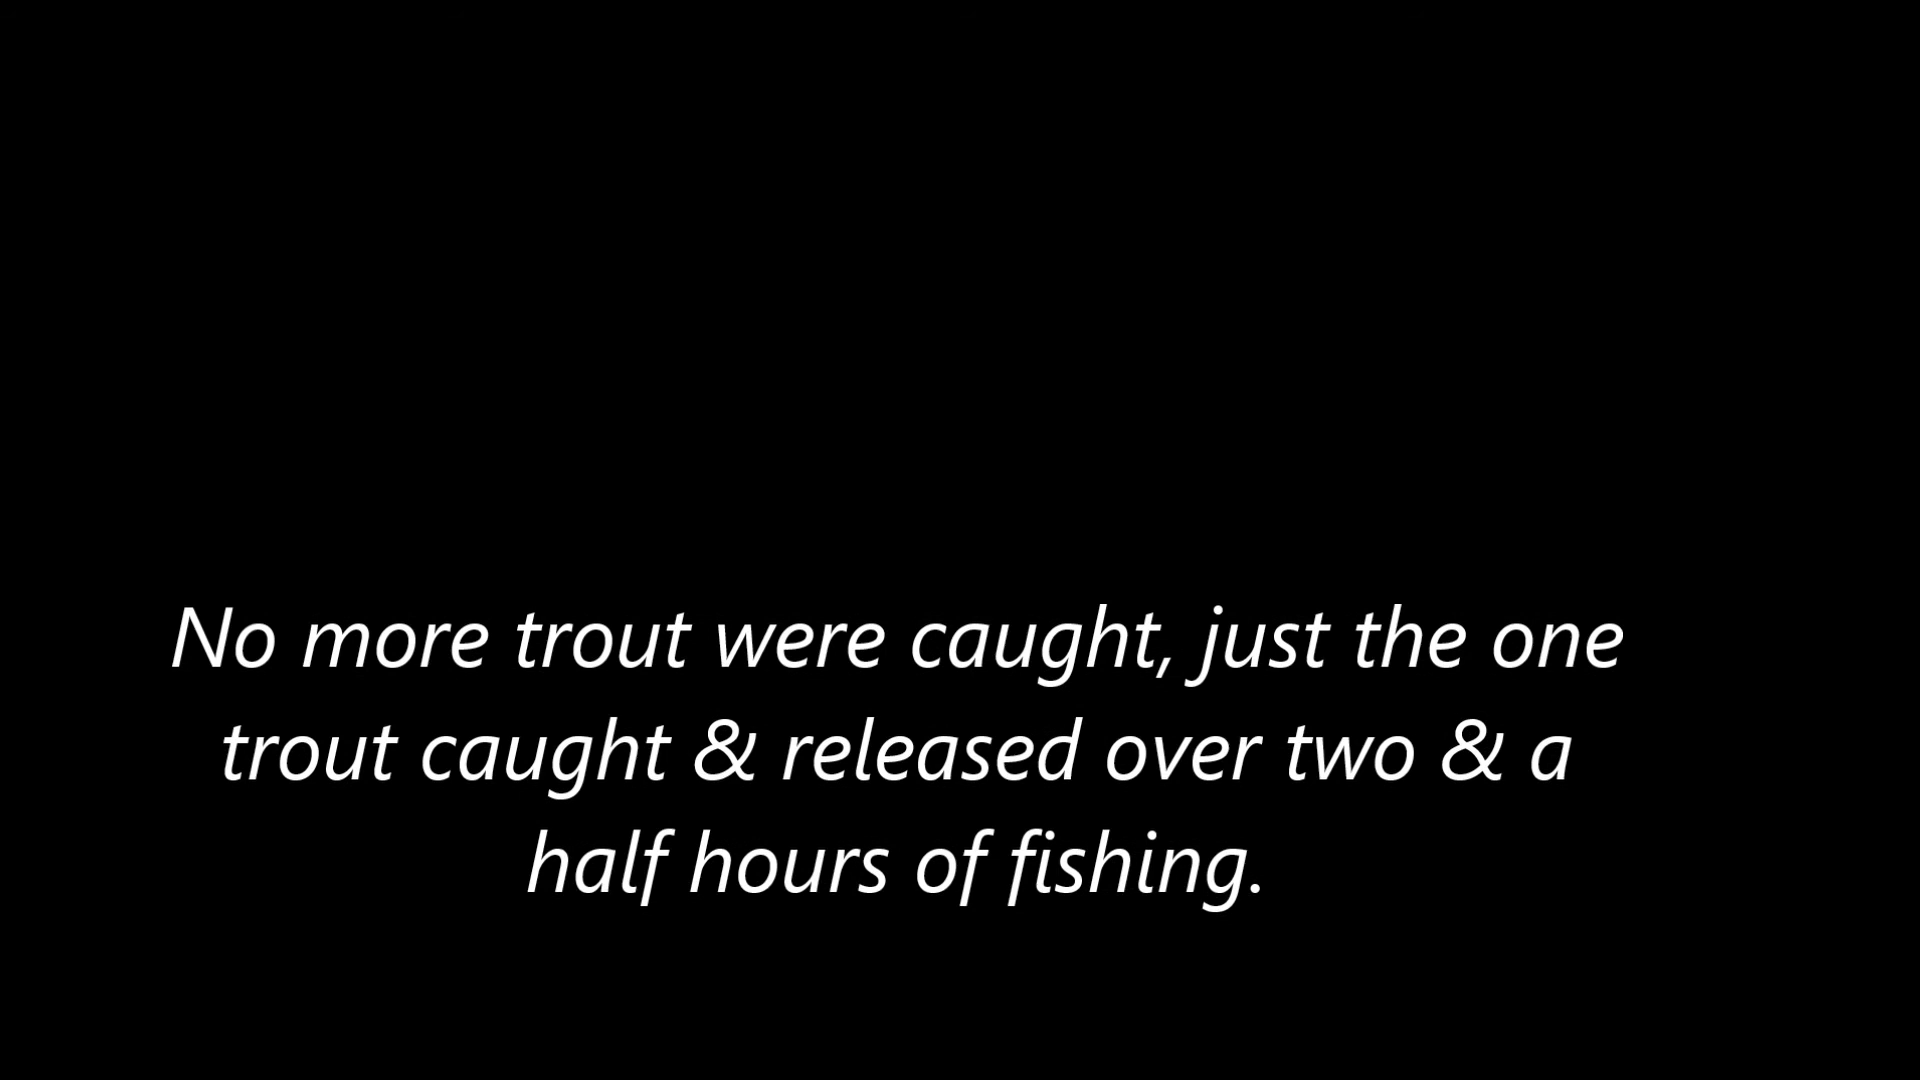 No more trout were caught, just the one
trout caught & released over two & a
half hours of fishing.